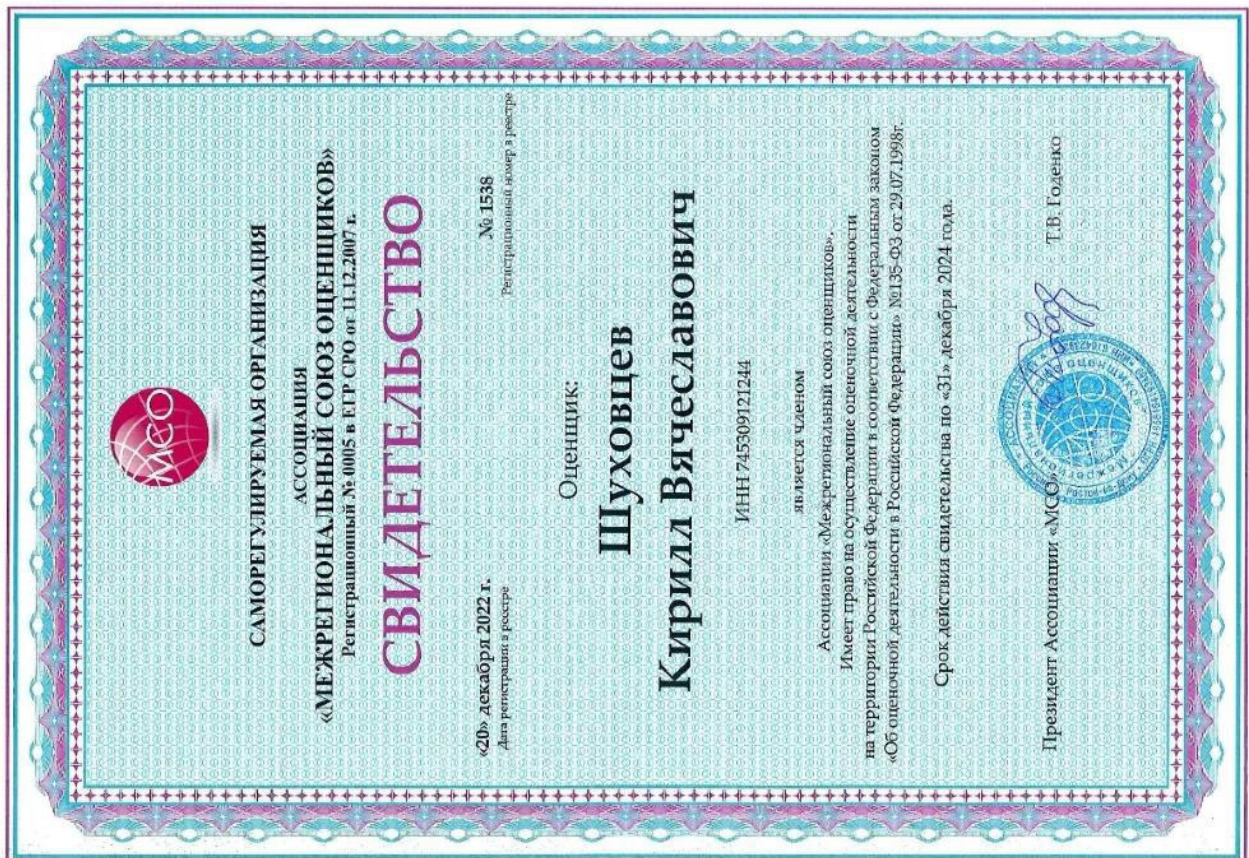 МСО
САМОРЕГУЛИРУЕМАЯ ОРГАНИЗАЦИЯ
АССОЦИАЦИЯ
«МЕЖРЕГИОНАЛЬНЫЙ СОЮЗ ОЦЕНЩИКОВ»
Регистрационный № 0005 в ЕГР СРО от 11.12.2007 г.
СВИДЕТЕЛЬСТВО
«20» декабря 2022 г. № 1538
Дата регистрации в реестре Регистрационный номер в реестре
Оценщик:
Шуховцев
Кирилл Вячеславович
ИНН 745309121244
является членом
Ассоциации «Межрегиональный союз оценщиков».
Имеет право на осуществление оценочной деятельности
на территории Российской Федерации в соответствии с Федеральным законом
«Об оценочной деятельности в Российской Федерации» №135-ФЗ от 29.07.1998г.
Срок действия свидетельства по «31» декабря 2024 года.
Президент Ассоциации «МСО» Т.В. Годенко